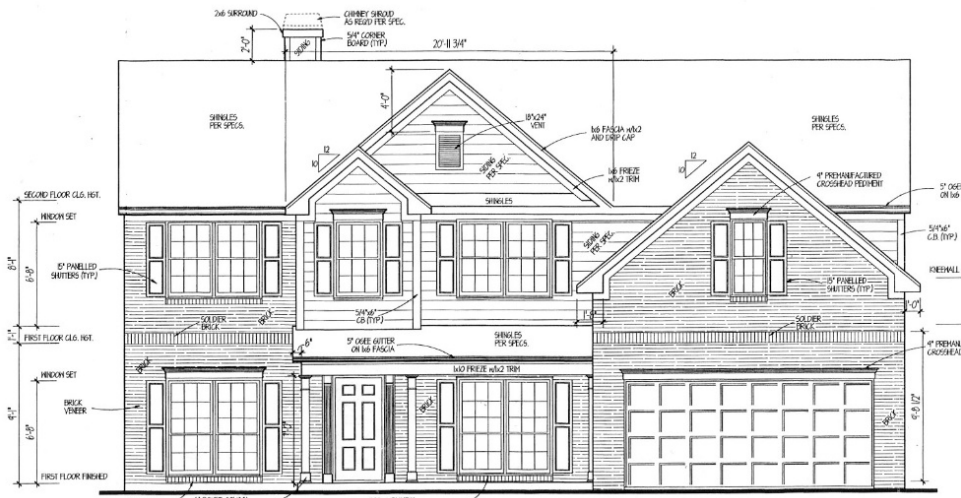 2x6 SURROUND
CHIMNEY SHROUD
AS REQ'D PER SPEC.
5/4" CORNER
BOARD (TYP.)
SIDING
2'-0"
20'-11 3/4"
4'-0"
SHINGLES
PER SPECS.
18"x24"
VENT
1x6 FASCIA w/1x2
AND DRIP CAP
SHINGLES
PER SPECS.
12
10
SIDING
PER SPEC.
1x6 FRIEZE
w/1x2 TRIM
12
10
4" PREMANUFACTURED
CROSSHEAD PEDIMENT
SECOND FLOOR CLG. HGT.
SHINGLES
5" OGEE
ON 1x6
WINDOW SET
SIDING
PER SPEC.
5/4"x6"
C.B. (TYP.)
8'-1"
6'-8"
15" PANELLED
SHUTTERS (TYP.)
KNEEWALL
15" PANELLED
SHUTTERS (TYP.)
BRICK
5/4"x6"
CB (TYP.)
BRICK
1'-0"
1'-6"
SOLDIER
BRICK
SOLDIER
BRICK
1'-1"
FIRST FLOOR CLG. HGT.
SHINGLES
PER SPECS.
6"
5" OGEE GUTTER
ON 1x6 FASCIA
4" PREMAN
CROSSHEAD
BRICK
1x10 FRIEZE w/1x2 TRIM
WINDOW SET
BRICK
VENEER
BRICK
BRICK
9'-1"
6'-8"
9'-8 1/2"
FIRST FLOOR FINISHED